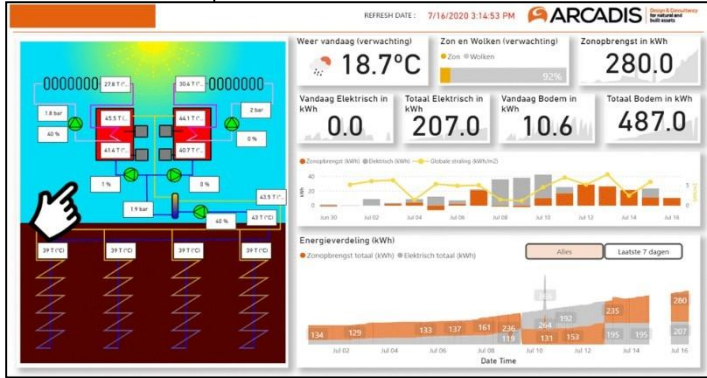 REFRESH DATE : 7/16/2020 3:14:53 PM
ARCADIS
Design & Consultancy
for natural and
built assets
Weer vandaag (verwachting)
18.7°C
Zon en Wolken (verwachting)
Zon Wolken
92%
Zonopbrengst in kWh
280.0
Vandaag Elektrisch in
kWh
0.0
Totaal Elektrisch in
kWh
207.0
Vandaag Bodem in
kWh
10.6
Totaal Bodem in kWh
487.0
27.8 T (°...
30.4 T (°...
1.8 bar
45.5 T (...
44.1 T (°...
2 bar
40 %
0 %
41.4 T (°...
40.7 T (°...
1 %
0 %
43.5 T (°...
1.9 bar
40 %
43 T (°C)
39 T (°C)
39 T (°C)
39 T (°C)
39 T (°C)
Zonopbrengst (kWh) Elektrisch (kWh) Globale straling (kWh/m2)
kWh
40
20
0
1
0
Jun 30 Jul 02 Jul 04 Jul 06 Jul 08 Jul 10 Jul 12 Jul 14 Jul 16
Energieverdeling (kWh)
Zonopbrengst totaal (kWh) Elektrisch totaal (kWh)
Alles
Laatste 7 dagen
134 129 133 137 161 236 264 192 235 280
119 131 153 195 195 207
Jul 02 Jul 04 Jul 06 Jul 08 Jul 10 Jul 12 Jul 14 Jul 16
Date Time